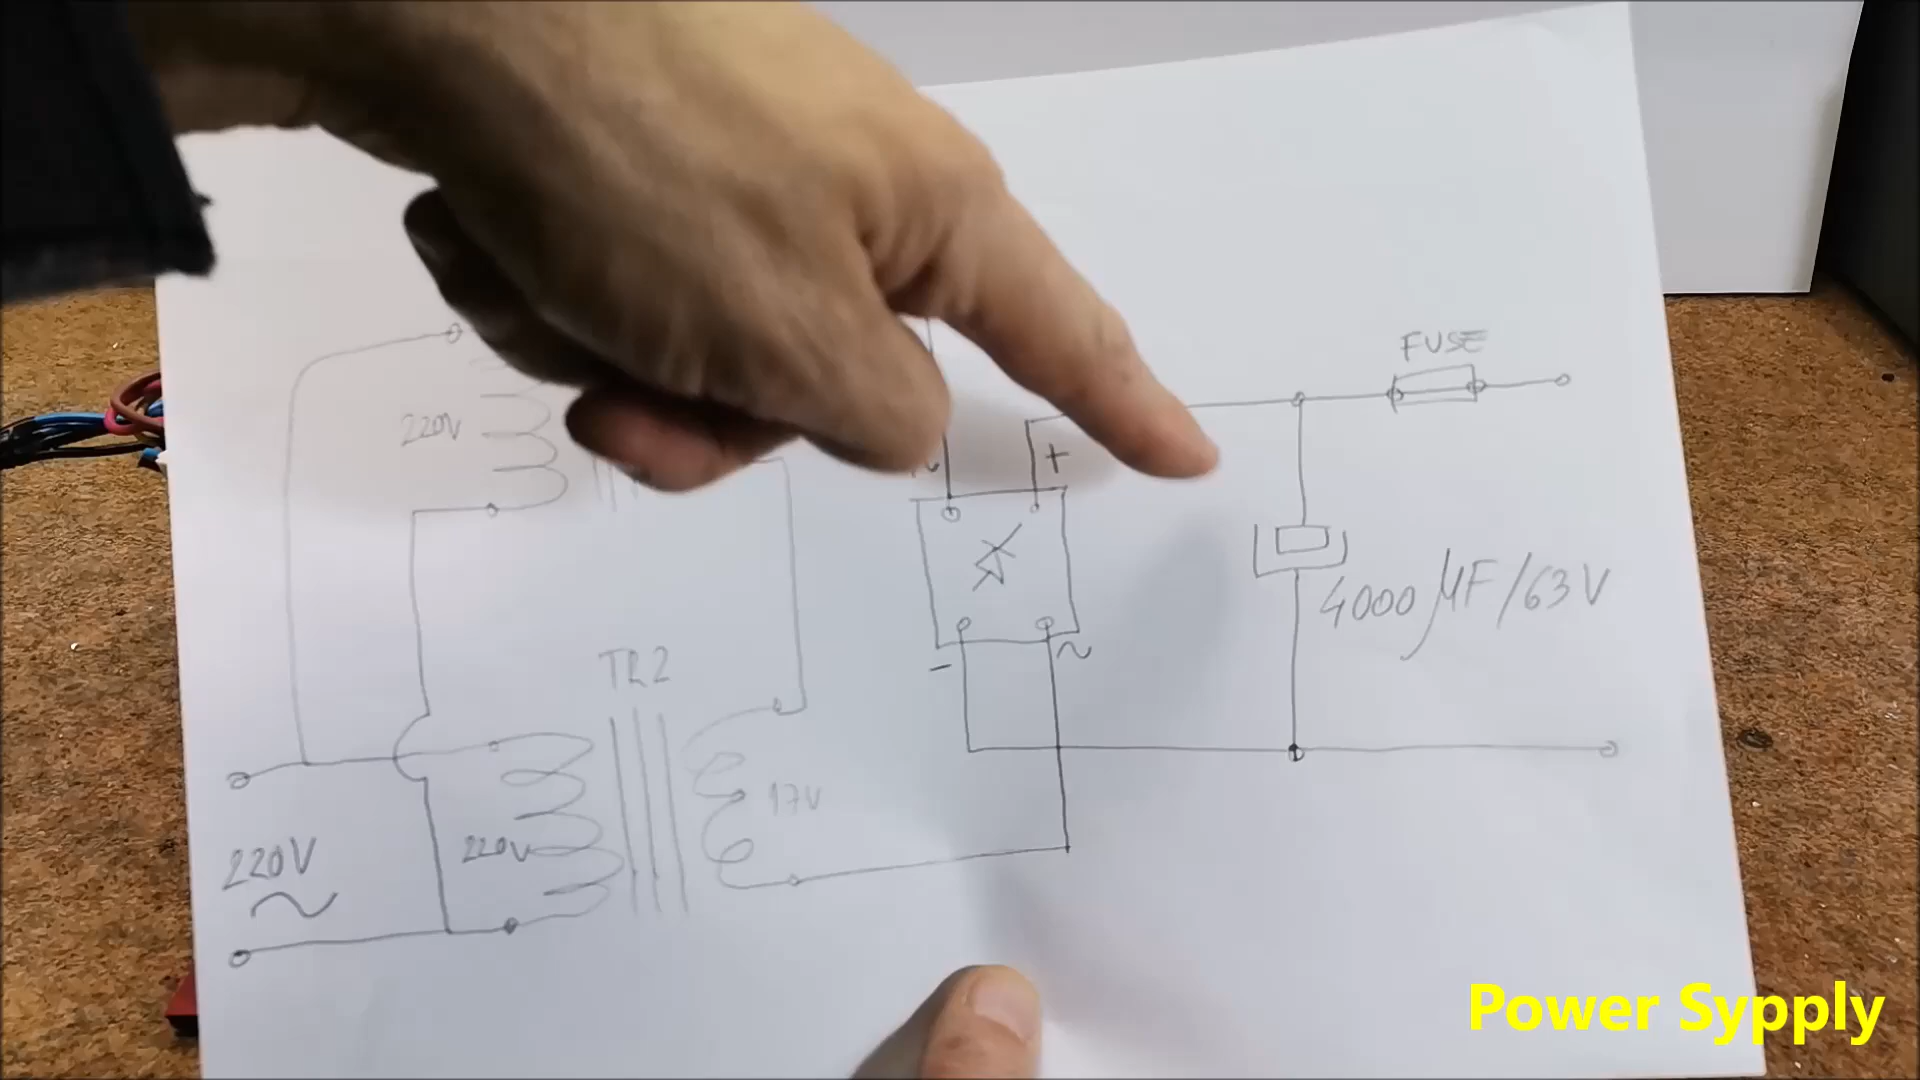 FUSE
220V
+
4000 µF/63V
-
~
TR2
17V
220V
220V
~
Power Sypply